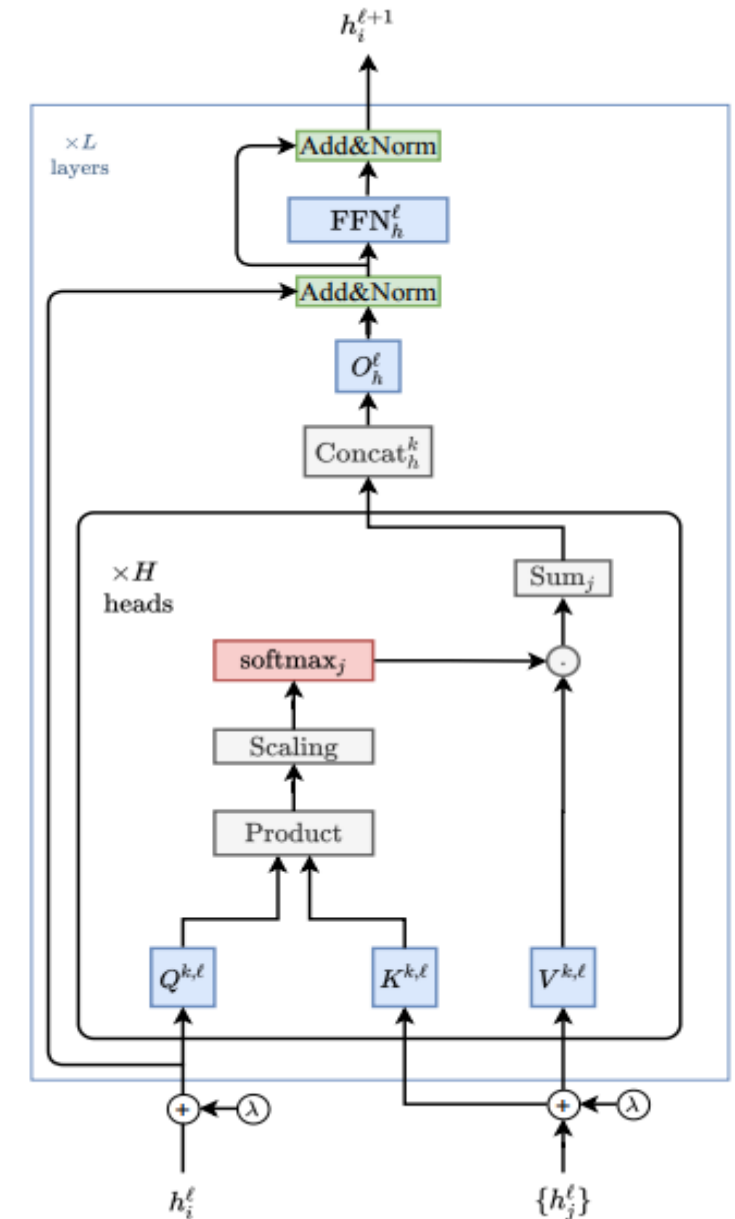 h_i^{ℓ+1}
×L
layers
Add&Norm
FFN_h^ℓ
Add&Norm
O_h^ℓ
Concat_h^k
×H
heads
Sum_j
softmax_j
·
Scaling
Product
Q^{k,ℓ}
K^{k,ℓ}
V^{k,ℓ}
+ λ
+ λ
h_i^ℓ
{h_j^ℓ}